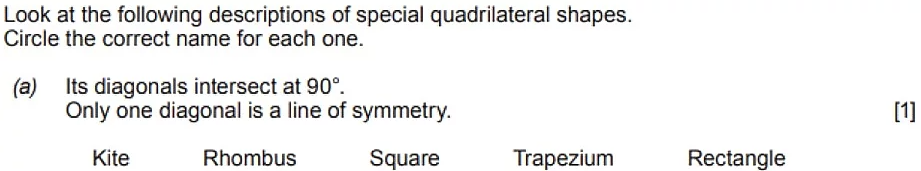 Look at the following descriptions of special quadrilateral shapes.
Circle the correct name for each one.
(a) Its diagonals intersect at 90°.
Only one diagonal is a line of symmetry. [1]
Kite Rhombus Square Trapezium Rectangle